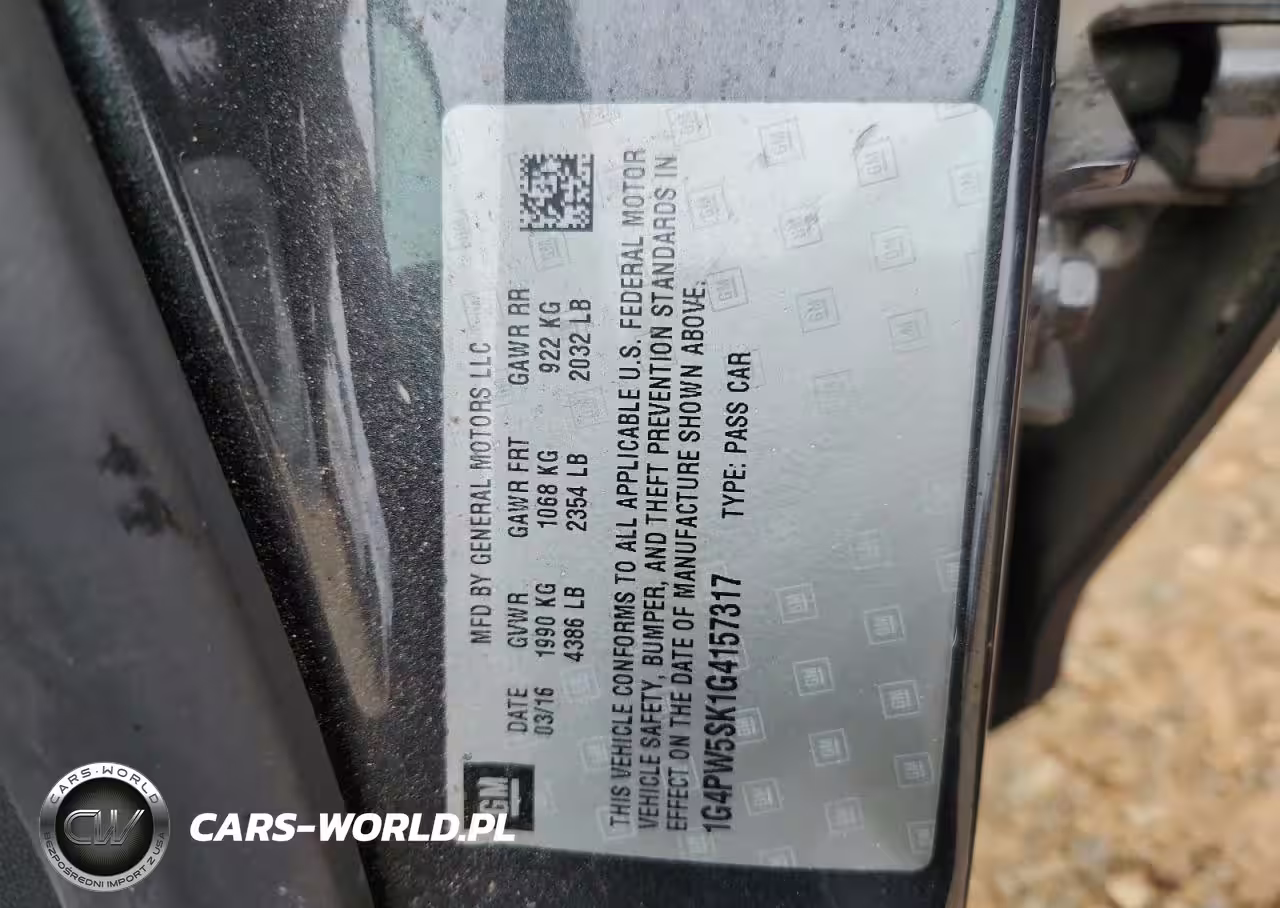 GM
MFD BY GENERAL MOTORS LLC
DATE GVWR GAWR FRT GAWR RR
03/16 1990 KG 1068 KG 922 KG
4386 LB 2354 LB 2032 LB
THIS VEHICLE CONFORMS TO ALL APPLICABLE U.S. FEDERAL MOTOR
VEHICLE SAFETY, BUMPER, AND THEFT PREVENTION STANDARDS IN
EFFECT ON THE DATE OF MANUFACTURE SHOWN ABOVE.
1G4PW5SK1G4157317 TYPE: PASS CAR
CARS-WORLD
CW
BEZPOŚREDNI IMPORT Z USA
CARS-WORLD.PL